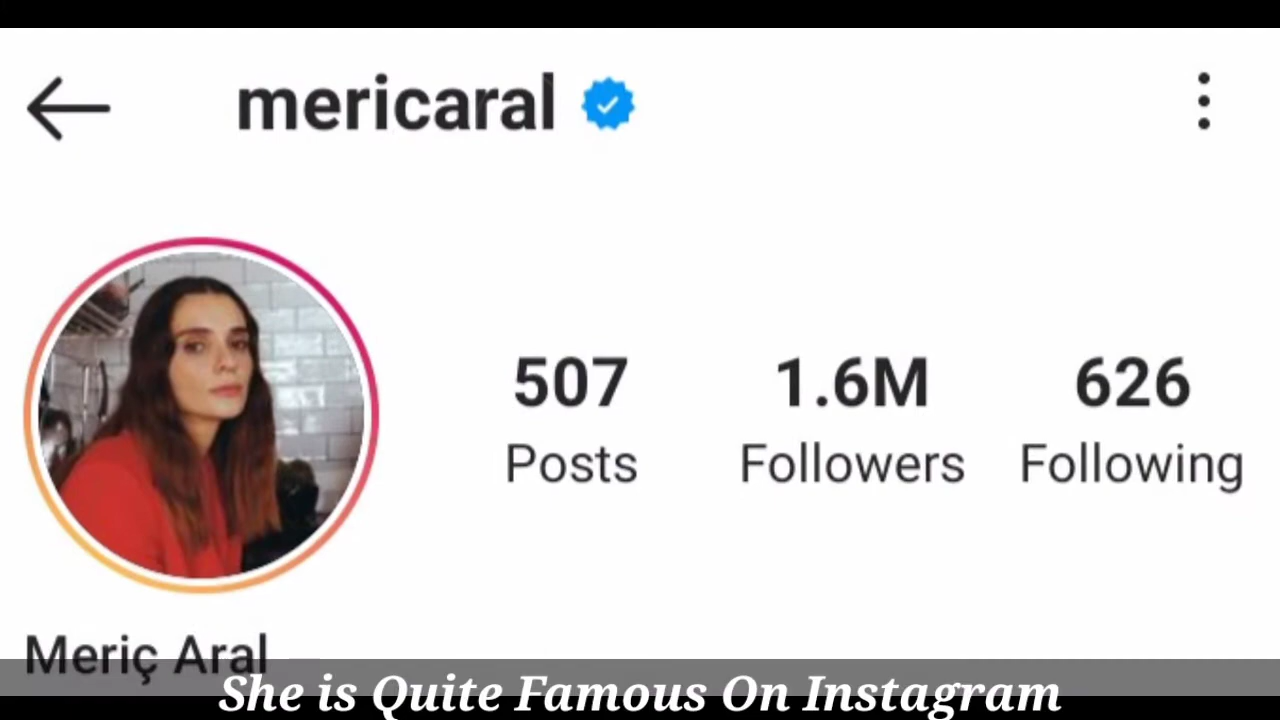 mericaral
507 1.6M 626
Posts Followers Following
Meriç Aral
She is Quite Famous On Instagram